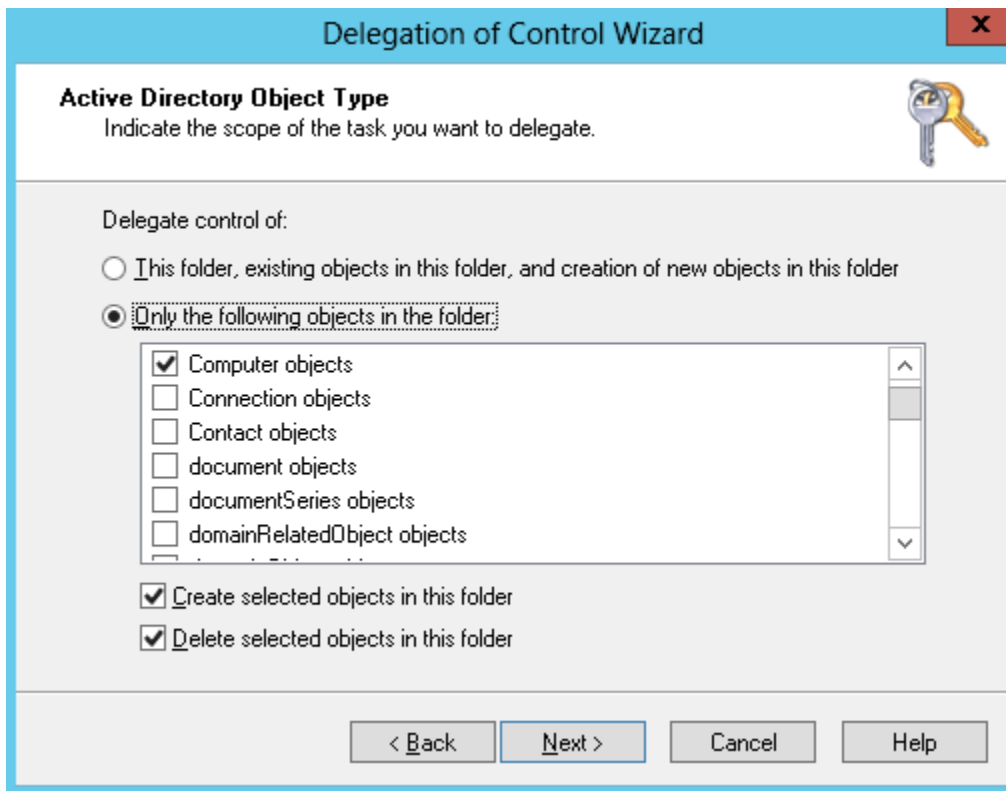 Delegation of Control Wizard
x
Active Directory Object Type
Indicate the scope of the task you want to delegate.
Delegate control of:
This folder, existing objects in this folder, and creation of new objects in this folder
Only the following objects in the folder:
Computer objects
Connection objects
Contact objects
document objects
documentSeries objects
domainRelatedObject objects
Create selected objects in this folder
Delete selected objects in this folder
< Back Next > Cancel Help